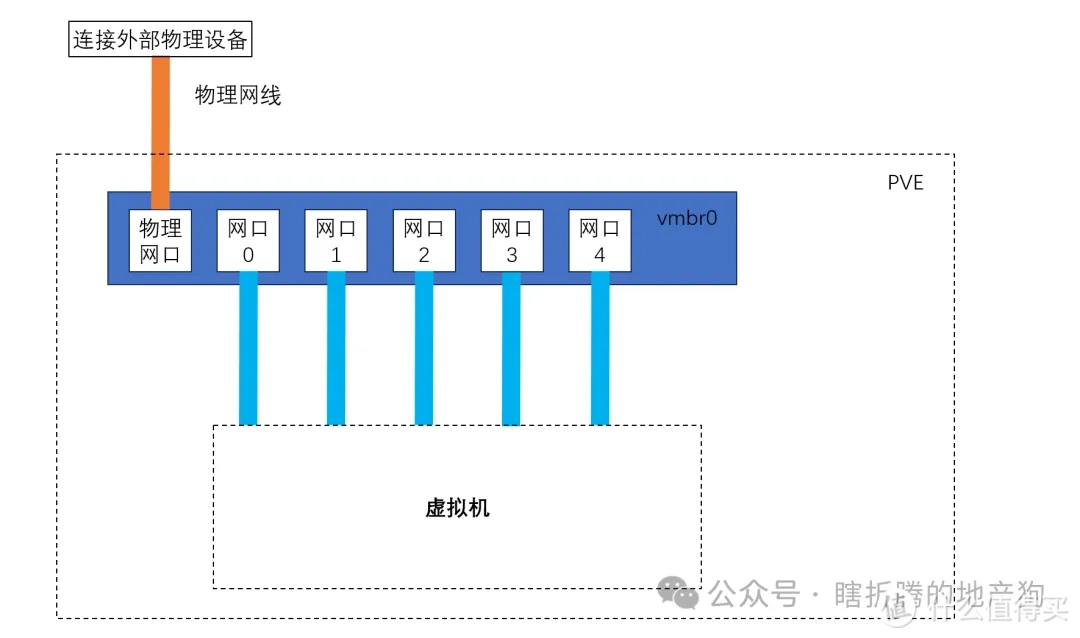 连接外部物理设备
物理网线
PVE
物理
网口
网口
0
网口
1
网口
2
网口
3
网口
4
vmbr0
虚拟机
公众号·瞎折腾的地产狗
值 什么值得买